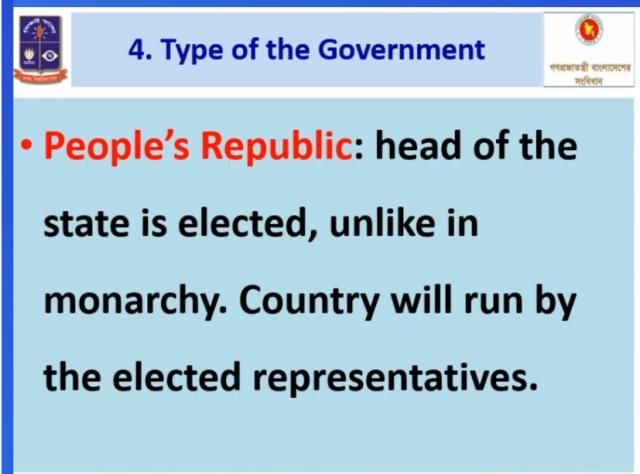 4. Type of the Government
গণপ্রজাতন্ত্রী বাংলাদেশের
সংবিধান
• People's Republic: head of the
state is elected, unlike in
monarchy. Country will run by
the elected representatives.